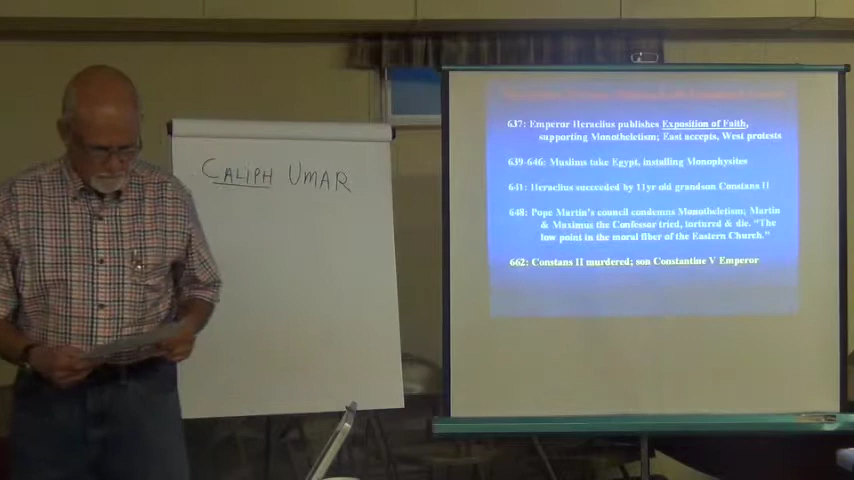 CALIPH UMAR
637: Emperor Heraclius publishes Exposition of Faith,
supporting Monotheletism; East accepts, West protests
639-646: Muslims take Egypt, installing Monophysites
641: Heraclius succeeded by 11yr old grandson Constans II
648: Pope Martin's council condemns Monotheletism; Martin
& Maximus the Confessor tried, tortured & die. "The
low point in the moral fiber of the Eastern Church."
662: Constans II murdered; son Constantine V Emperor